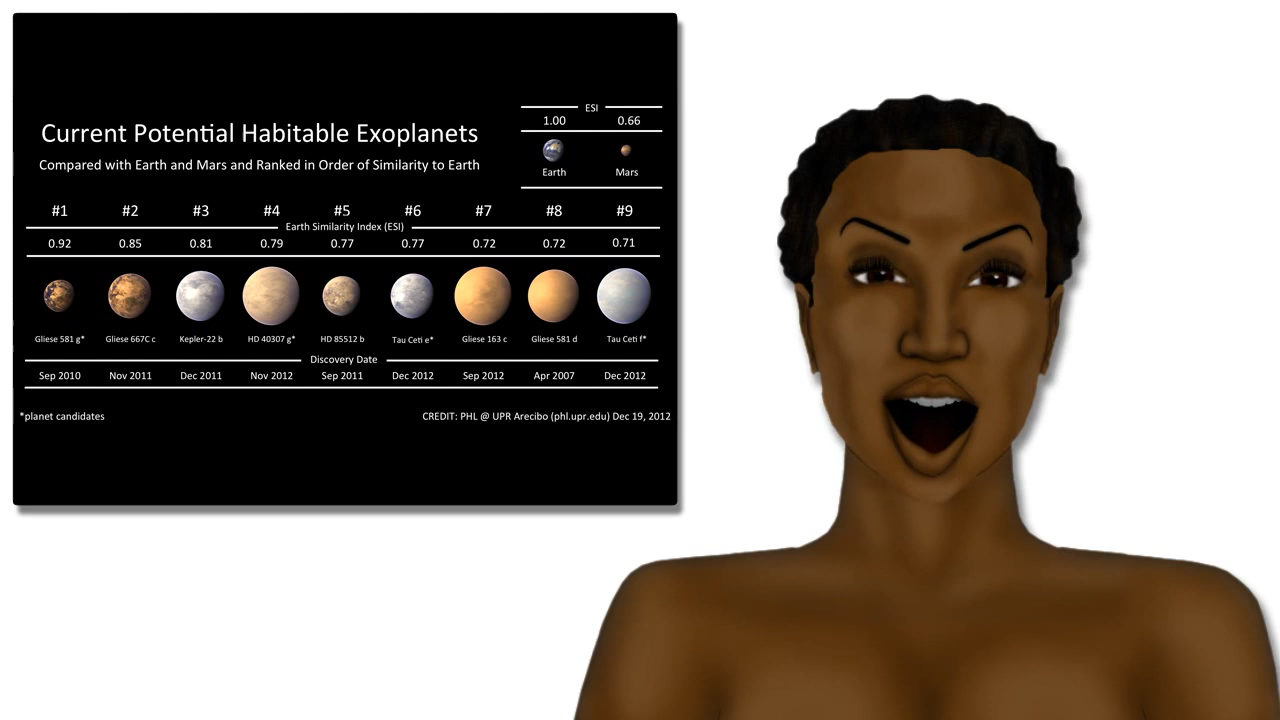 Current Potential Habitable Exoplanets
Compared with Earth and Mars and Ranked in Order of Similarity to Earth
ESI
1.00 0.66
Earth Mars
#1 #2 #3 #4 #5 #6 #7 #8 #9
Earth Similarity Index (ESI)
0.92 0.85 0.81 0.79 0.77 0.77 0.72 0.72 0.71
Gliese 581 g* Gliese 667C c Kepler-22 b HD 40307 g* HD 85512 b Tau Ceti e* Gliese 163 c Gliese 581 d Tau Ceti f*
Discovery Date
Sep 2010 Nov 2011 Dec 2011 Nov 2012 Sep 2011 Dec 2012 Sep 2012 Apr 2007 Dec 2012
*planet candidates
CREDIT: PHL @ UPR Arecibo (phl.upr.edu) Dec 19, 2012